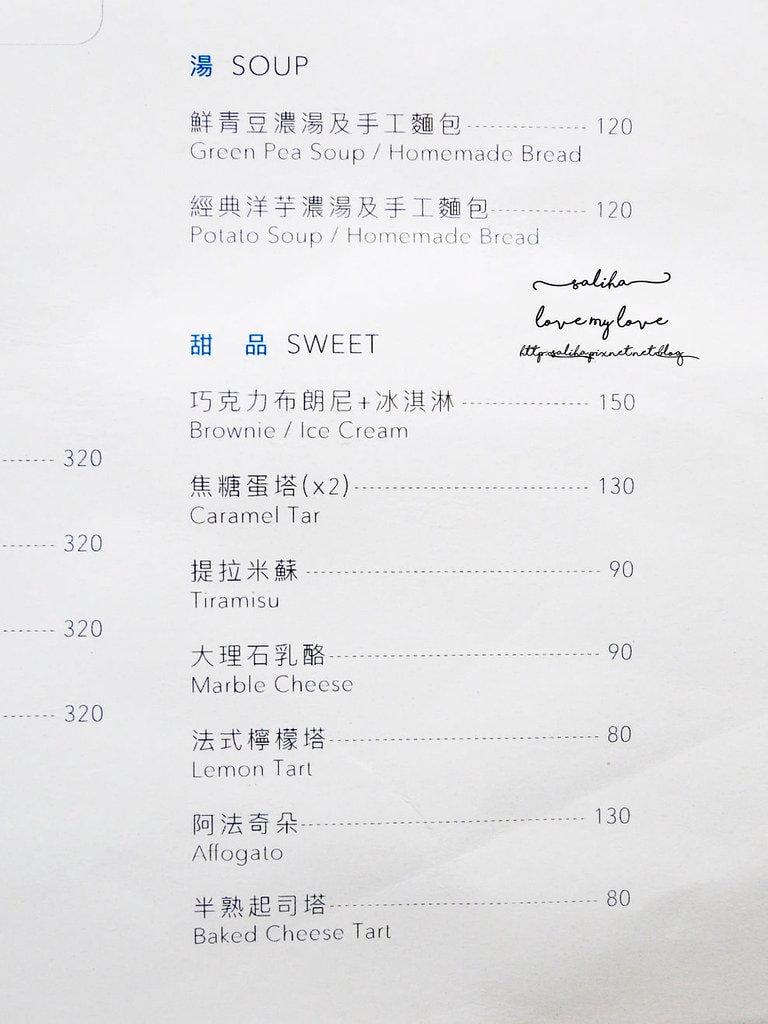 湯 SOUP
鮮青豆濃湯及手工麵包 120
Green Pea Soup / Homemade Bread
經典洋芋濃湯及手工麵包 120
Potato Soup / Homemade Bread
saliha
love my love
http:saliha.pixnet.net.blog
甜 品 SWEET
巧克力布朗尼+冰淇淋 150
Brownie / Ice Cream
320
焦糖蛋塔(x2) 130
Caramel Tar
320
提拉米蘇 90
Tiramisu
320
大理石乳酪 90
Marble Cheese
320
法式檸檬塔 80
Lemon Tart
阿法奇朵 130
Affogato
半熟起司塔 80
Baked Cheese Tart